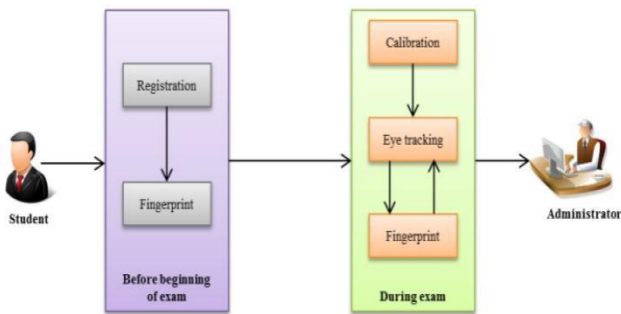 Student
Registration
Fingerprint
Before beginning
of exam
Calibration
Eye tracking
Fingerprint
During exam
Administrator